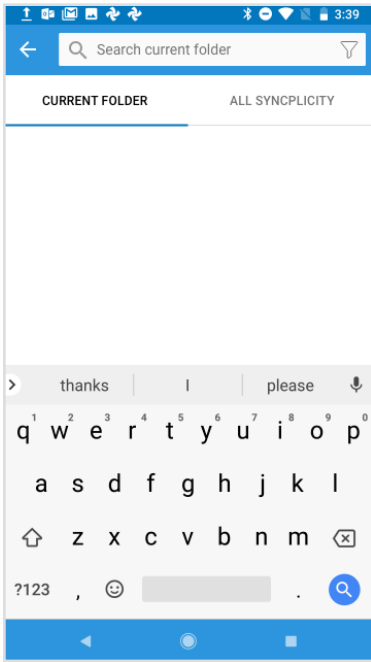 3:39
Search current folder
CURRENT FOLDER ALL SYNCPLICITY
thanks I please
1 2 3 4 5 6 7 8 9 0
q w e r t y u i o p
a s d f g h j k l
z x c v b n m
?123 , .